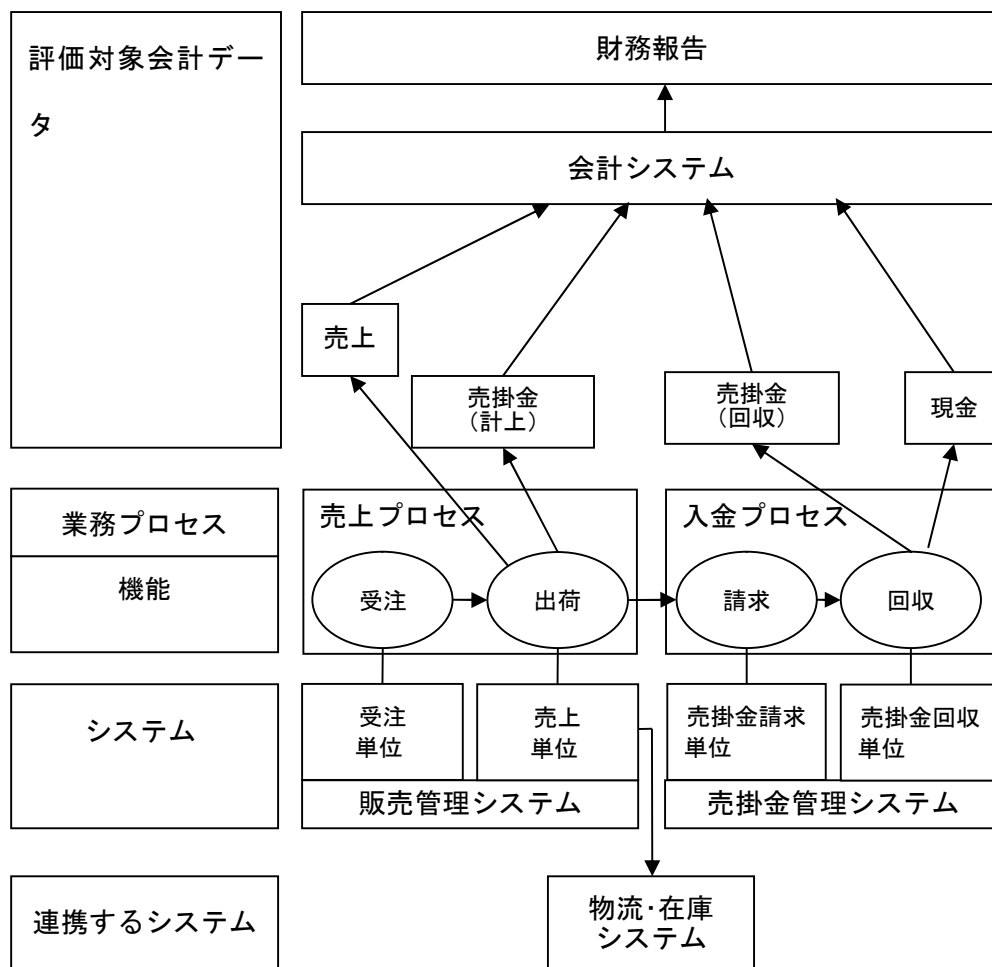 評価対象会計デー
タ
財務報告
会計システム
売上
売掛金
（計上）
売掛金
（回収）
現金
業務プロセス
機能
売上プロセス
入金プロセス
受注
出荷
請求
回収
システム
受注
単位
売上
単位
売掛金請求
単位
売掛金回収
単位
販売管理システム
売掛金管理システム
連携するシステム
物流･在庫
システム